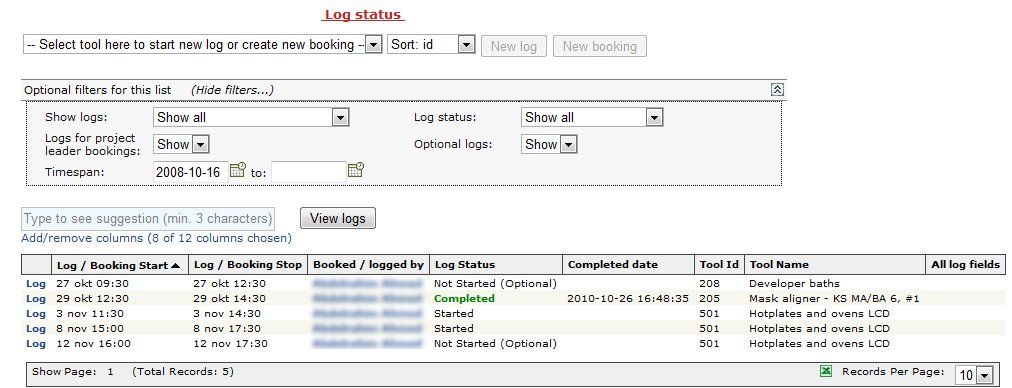 Log status
-- Select tool here to start new log or create new booking -- Sort: id New log New booking
Optional filters for this list (Hide filters...)
Show logs: Show all Log status: Show all
Logs for project leader bookings: Show Optional logs: Show
Timespan: 2008-10-16 to:
Type to see suggestion (min. 3 characters) View logs
Add/remove columns (8 of 12 columns chosen)
Log / Booking Start Log / Booking Stop Booked / logged by Log Status Completed date Tool Id Tool Name All log fields
Log 27 okt 09:30 27 okt 12:30 Not Started (Optional) 208 Developer baths
Log 29 okt 12:30 29 okt 14:30 Completed 2010-10-26 16:48:35 205 Mask aligner - KS MA/BA 6, #1
Log 3 nov 11:30 3 nov 14:30 Started 501 Hotplates and ovens LCD
Log 8 nov 15:00 8 nov 17:30 Started 501 Hotplates and ovens LCD
Log 12 nov 16:00 12 nov 17:30 Not Started (Optional) 501 Hotplates and ovens LCD
Show Page: 1 (Total Records: 5) Records Per Page: 10